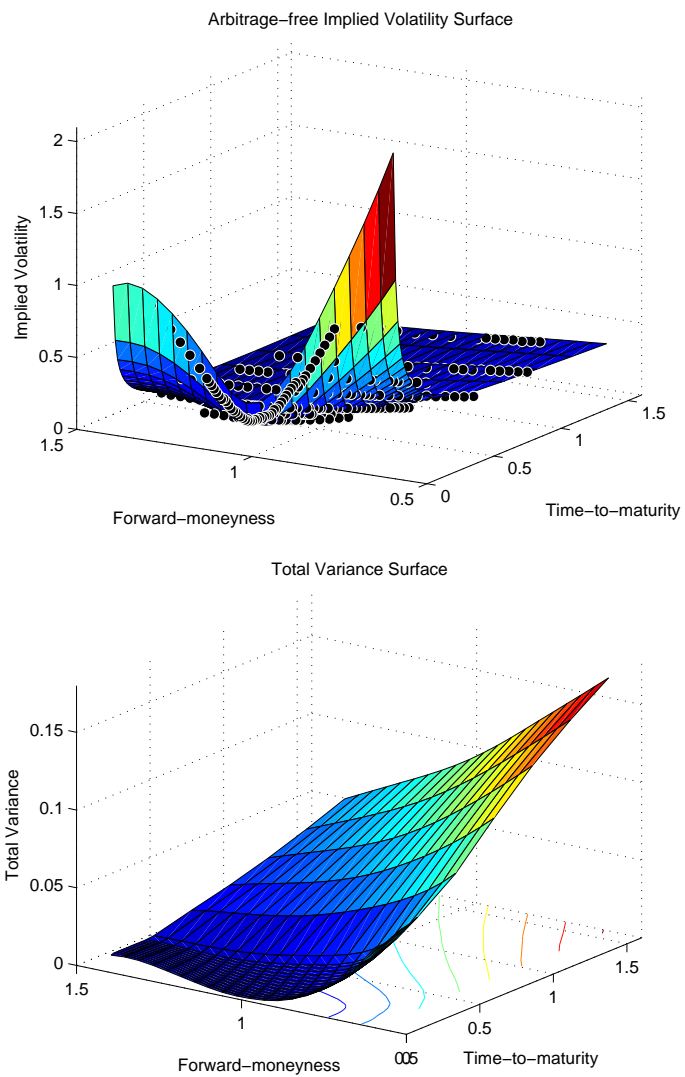 Arbitrage−free Implied Volatility Surface
2
1.5
1
0.5
0
Implied Volatility
1.5
1
0.5
Forward−moneyness
0
0.5
1
1.5
Time−to−maturity
Total Variance Surface
0.15
0.1
0.05
0
Total Variance
1.5
1
0.5
Forward−moneyness
0
0.5
1
1.5
Time−to−maturity